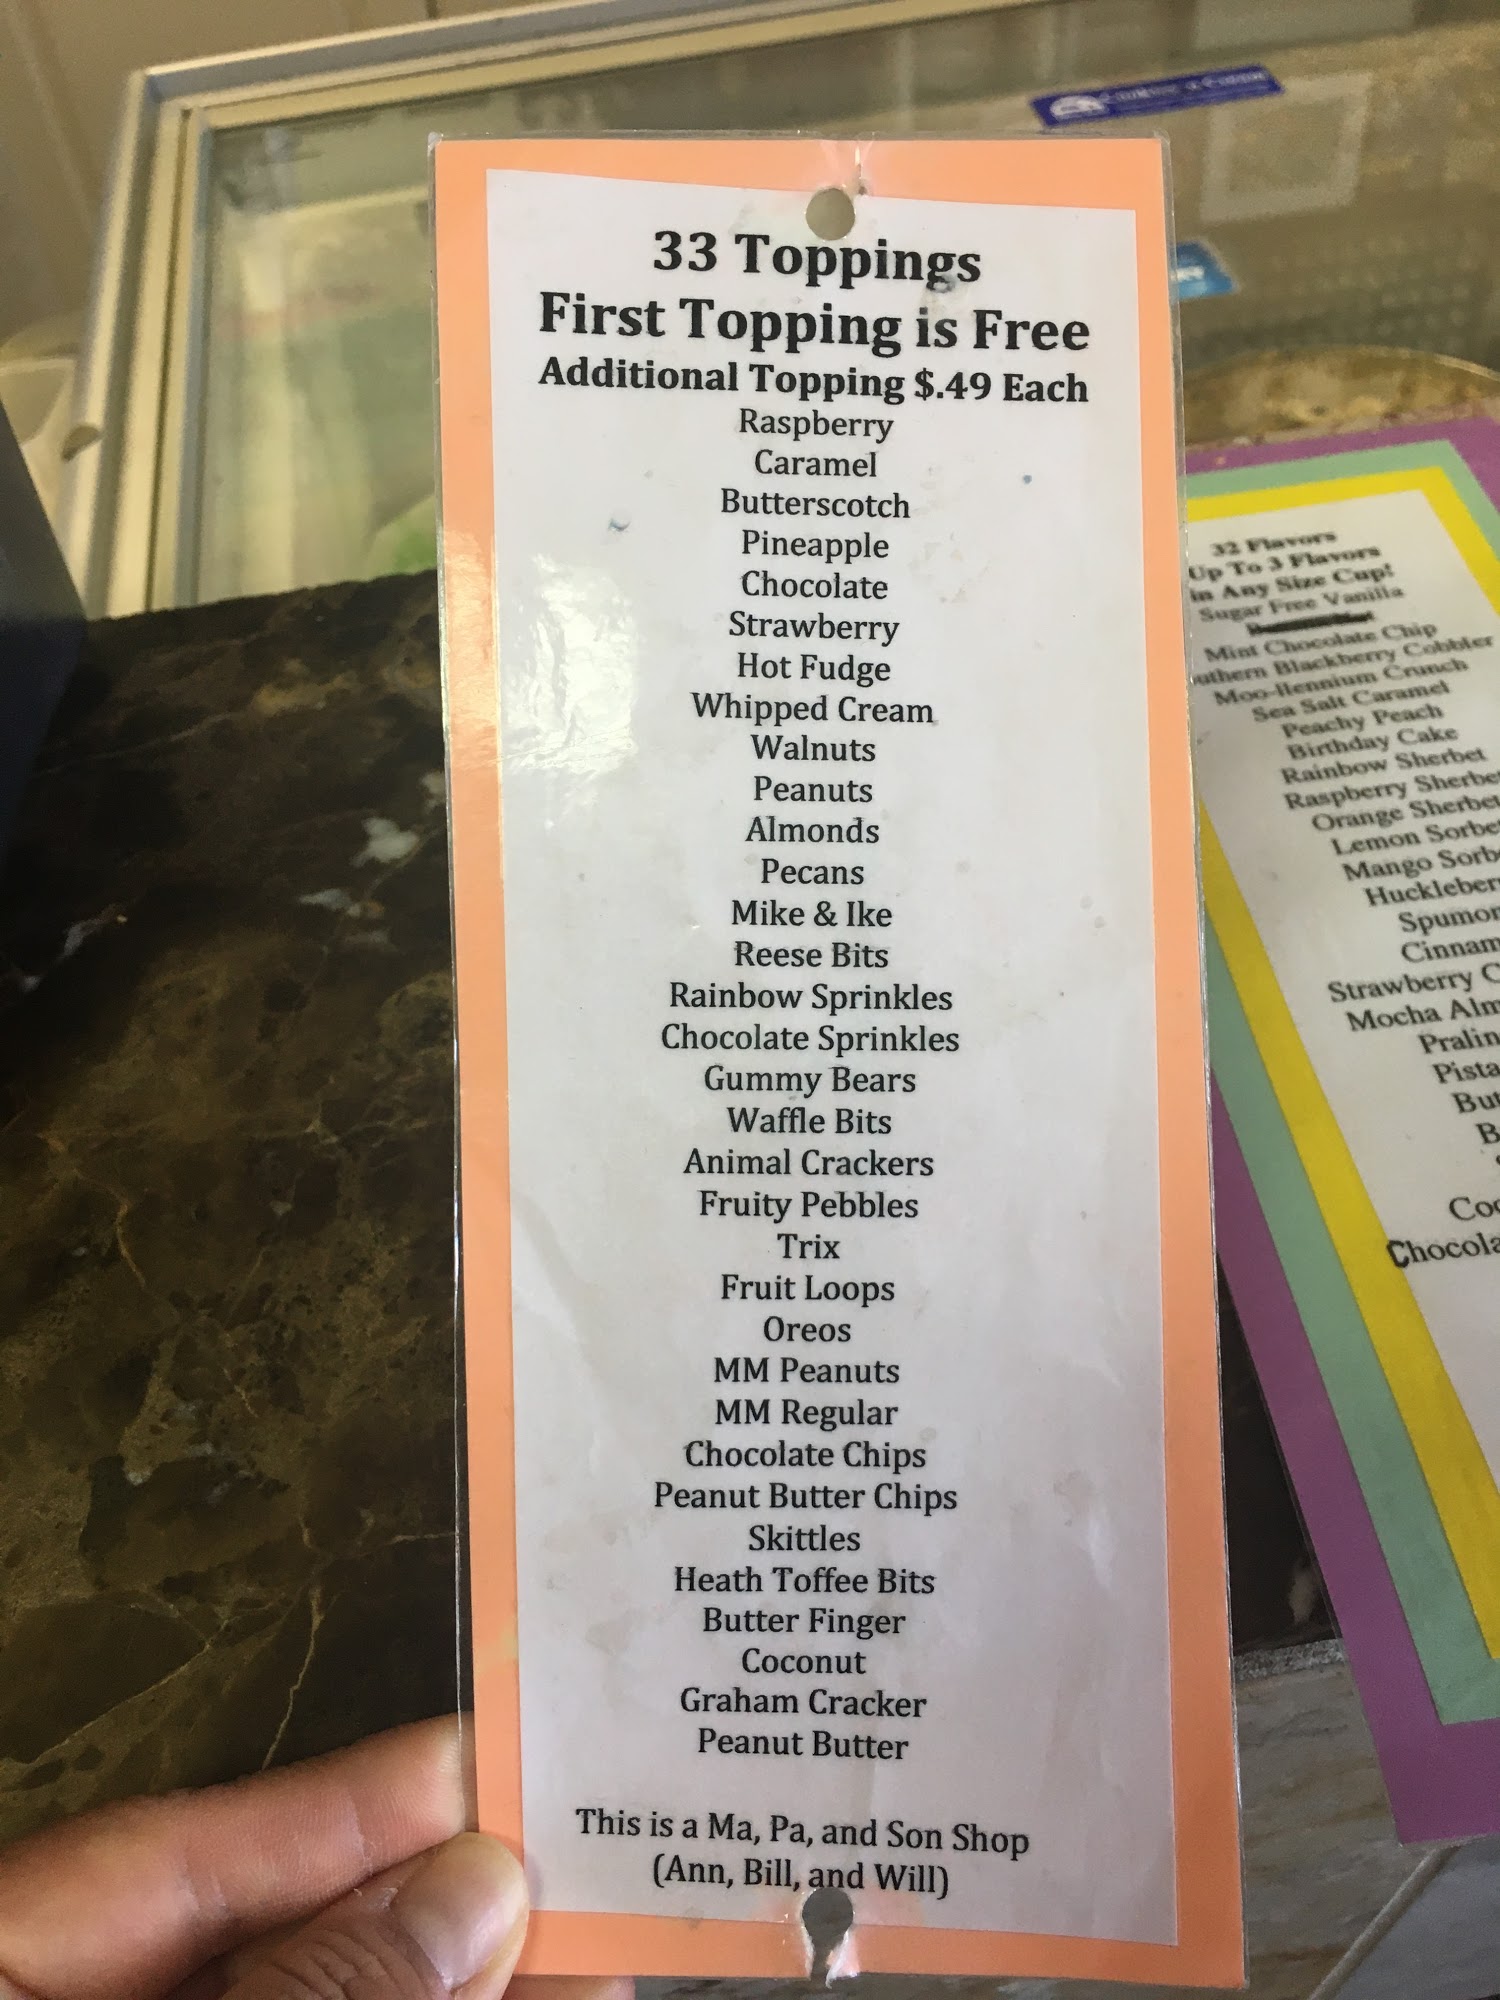 33 Toppings
First Topping is Free
Additional Topping $.49 Each
Raspberry
Caramel
Butterscotch
Pineapple
Chocolate
Strawberry
Hot Fudge
Whipped Cream
Walnuts
Peanuts
Almonds
Pecans
Mike & Ike
Reese Bits
Rainbow Sprinkles
Chocolate Sprinkles
Gummy Bears
Waffle Bits
Animal Crackers
Fruity Pebbles
Trix
Fruit Loops
Oreos
MM Peanuts
MM Regular
Chocolate Chips
Peanut Butter Chips
Skittles
Heath Toffee Bits
Butter Finger
Coconut
Graham Cracker
Peanut Butter
This is a Ma, Pa, and Son Shop
(Ann, Bill, and Will)
32 Flavors
Up To 3 Flavors
in Any Size Cup!
Sugar Free Vanilla
Mint Chocolate Chip
Blackberry Cobbler
Moo-llennium Crunch
Sea Salt Caramel
Peachy Peach
Birthday Cake
Rainbow Sherbet
Raspberry Sherbet
Orange Sherbet
Lemon Sorbet
Mango
Strawberry
Mocha